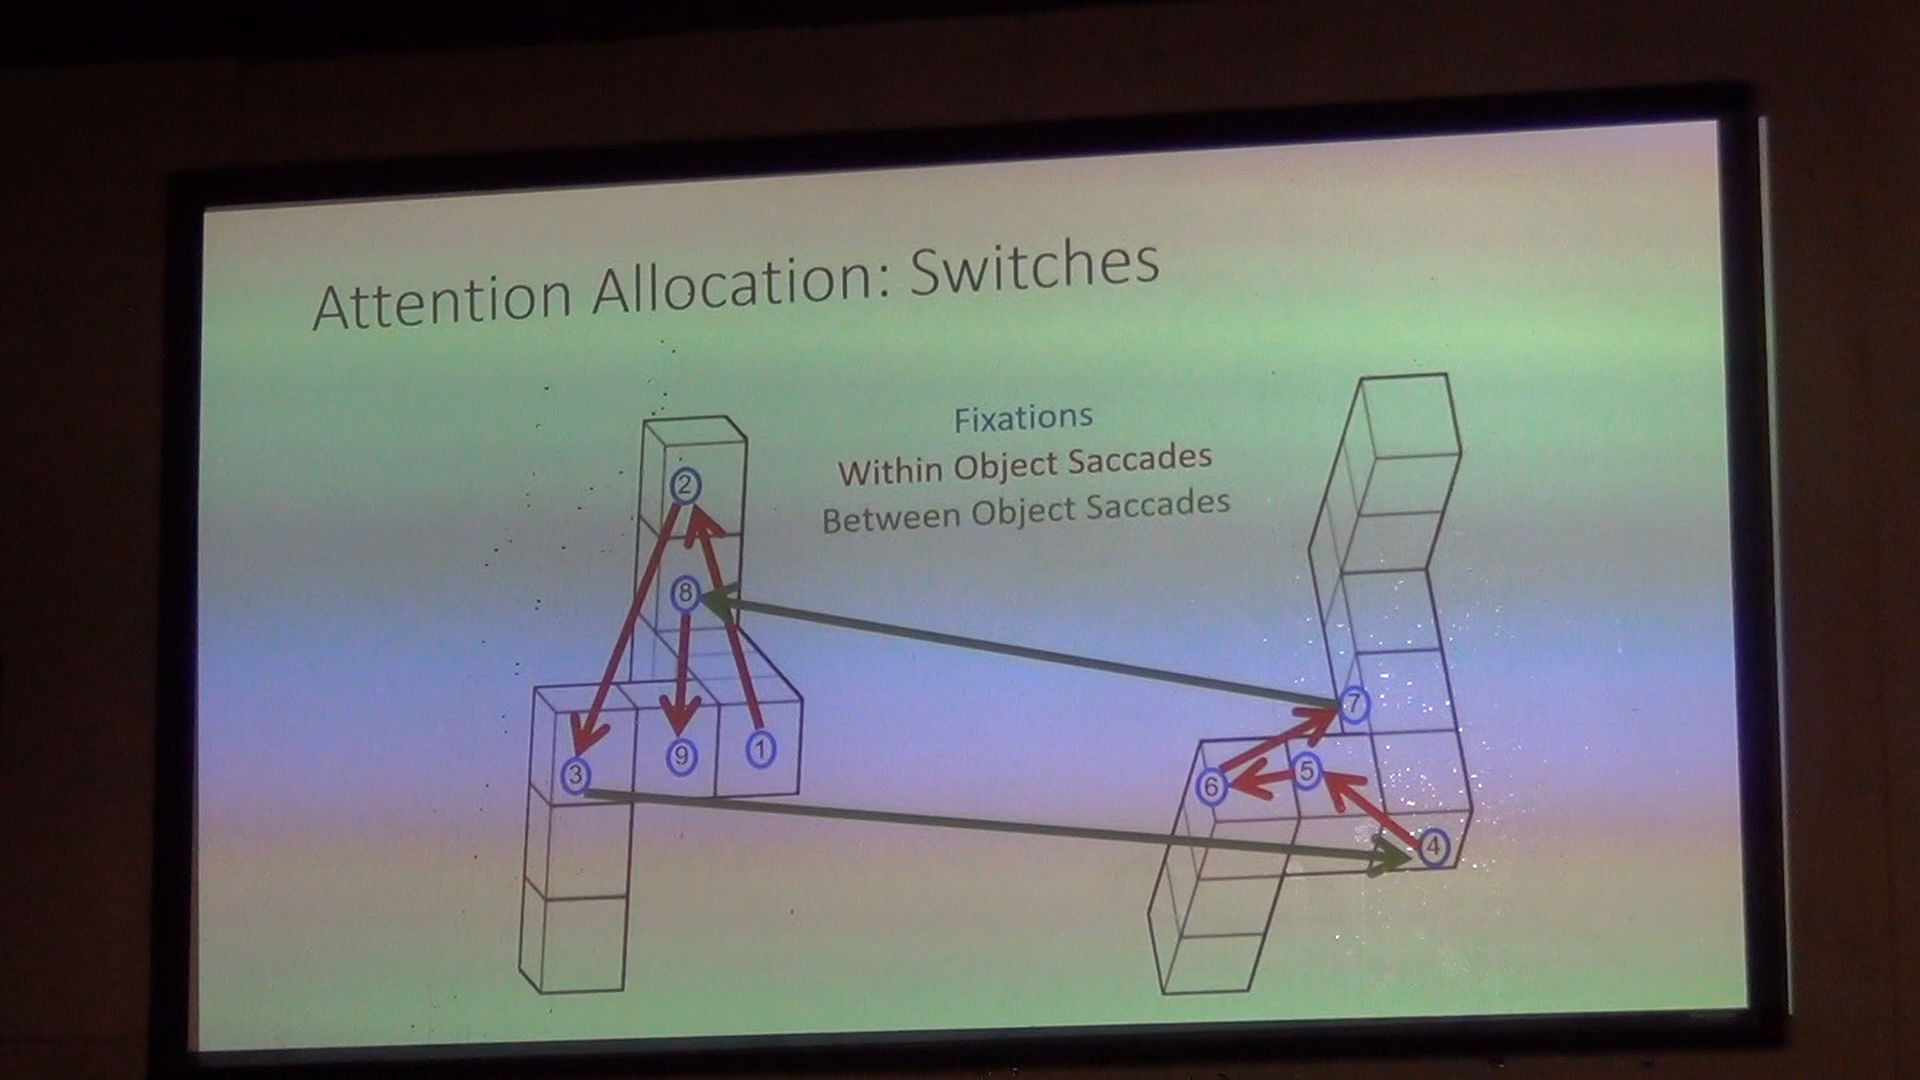 Attention Allocation: Switches
Fixations
Within Object Saccades
Between Object Saccades
2
8
7
9
1
3
5
6
4